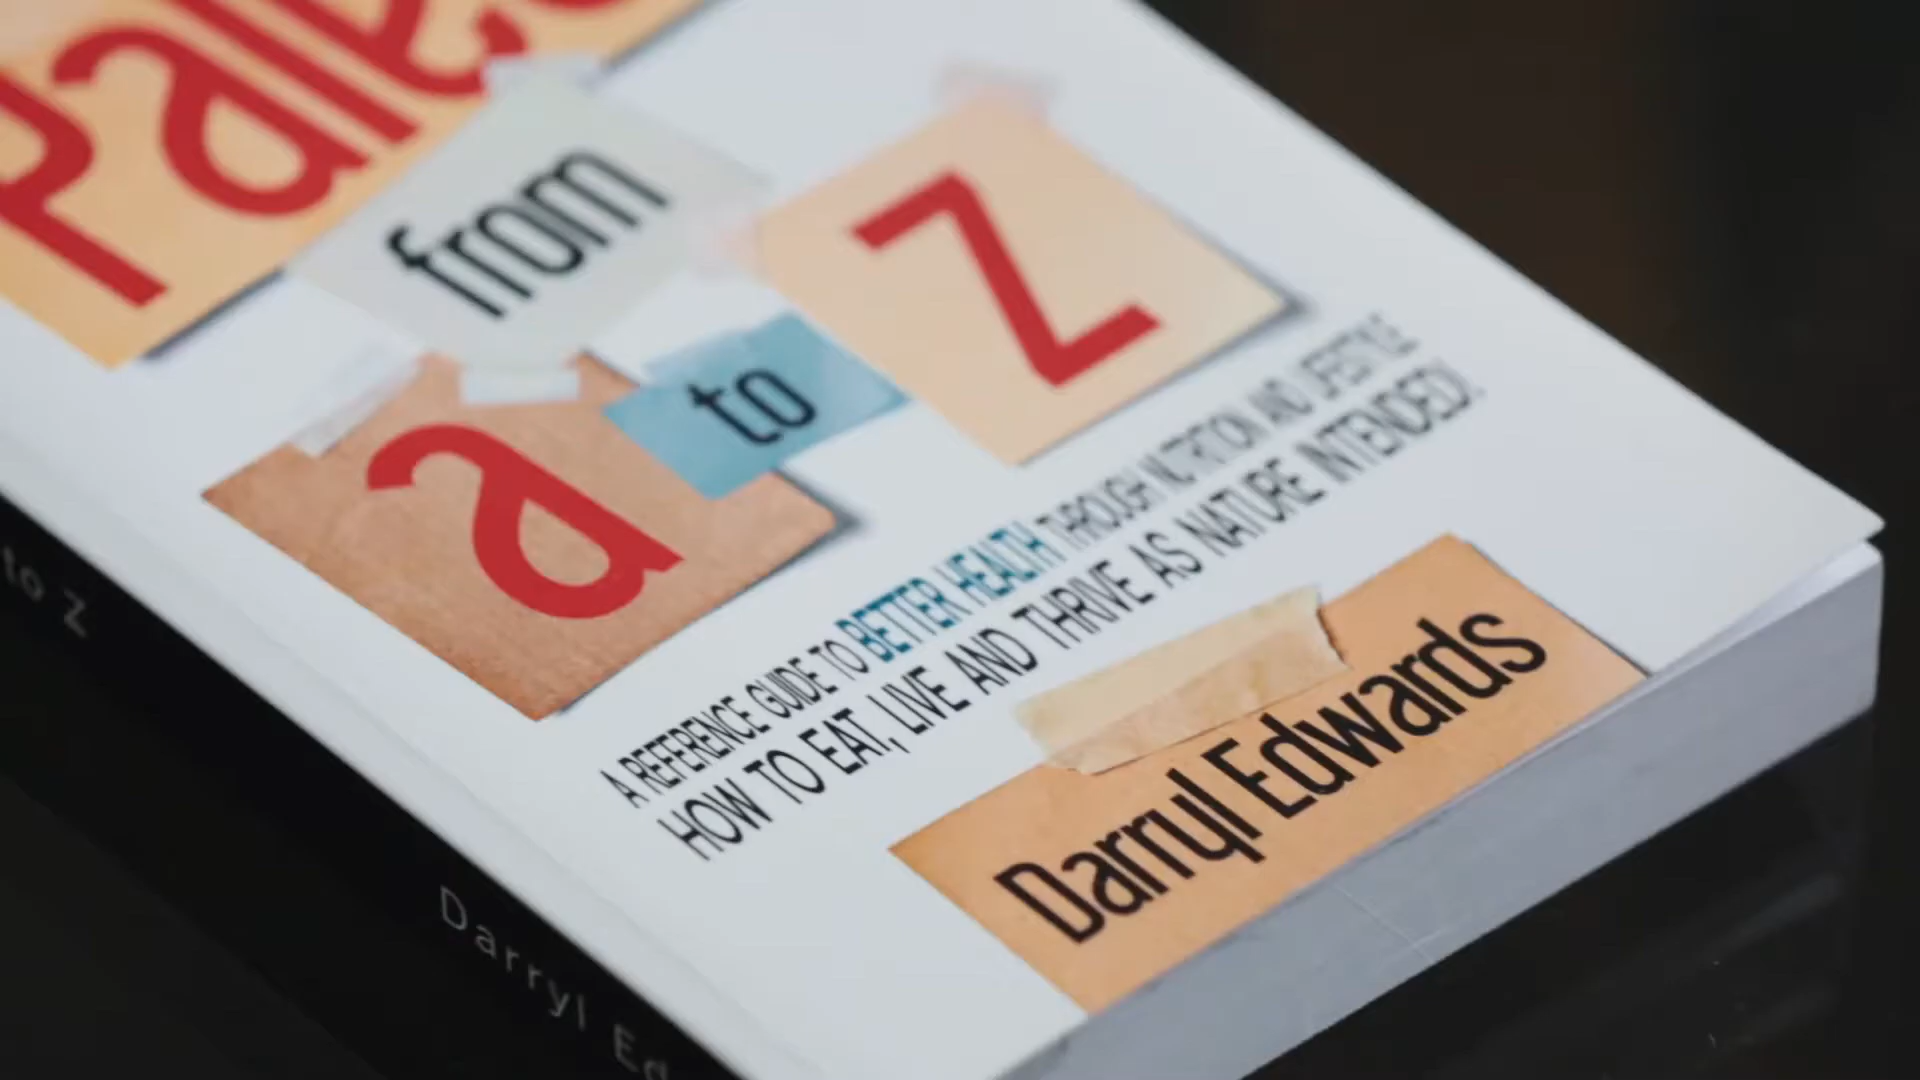 Paleo
from
a to Z
A REFERENCE GUIDE TO BETTER HEALTH THROUGH NUTRITION AND LIFESTYLE
HOW TO EAT, LIVE AND THRIVE AS NATURE INTENDED!
Darryl Edwards
to Z
Darryl Ed